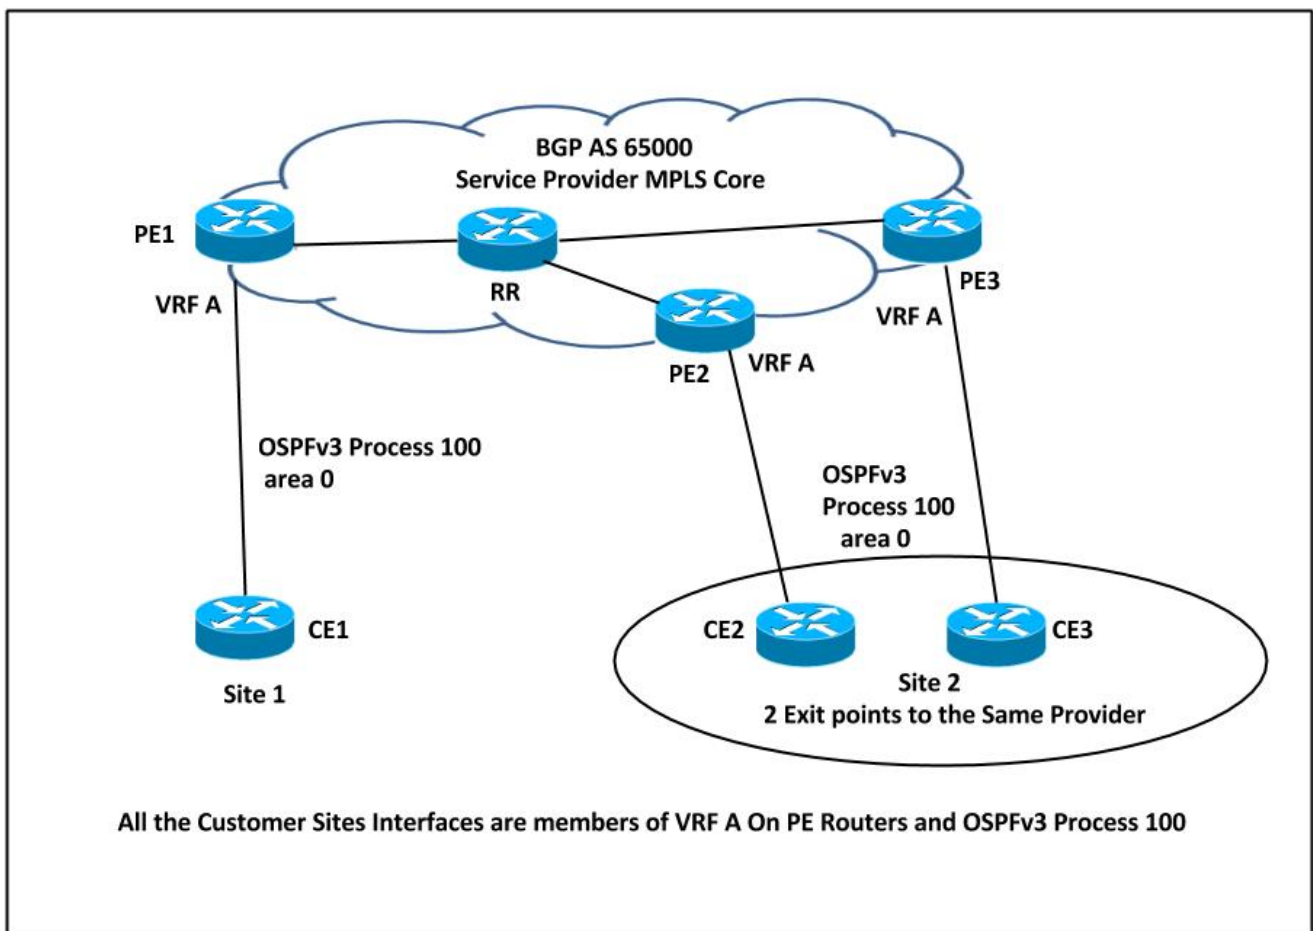 BGP AS 65000
Service Provider MPLS Core
PE1
RR
PE3
VRF A
VRF A
PE2
VRF A
OSPFv3 Process 100
area 0
OSPFv3
Process 100
area 0
CE1
CE2
CE3
Site 1
Site 2
2 Exit points to the Same Provider
All the Customer Sites Interfaces are members of VRF A On PE Routers and OSPFv3 Process 100